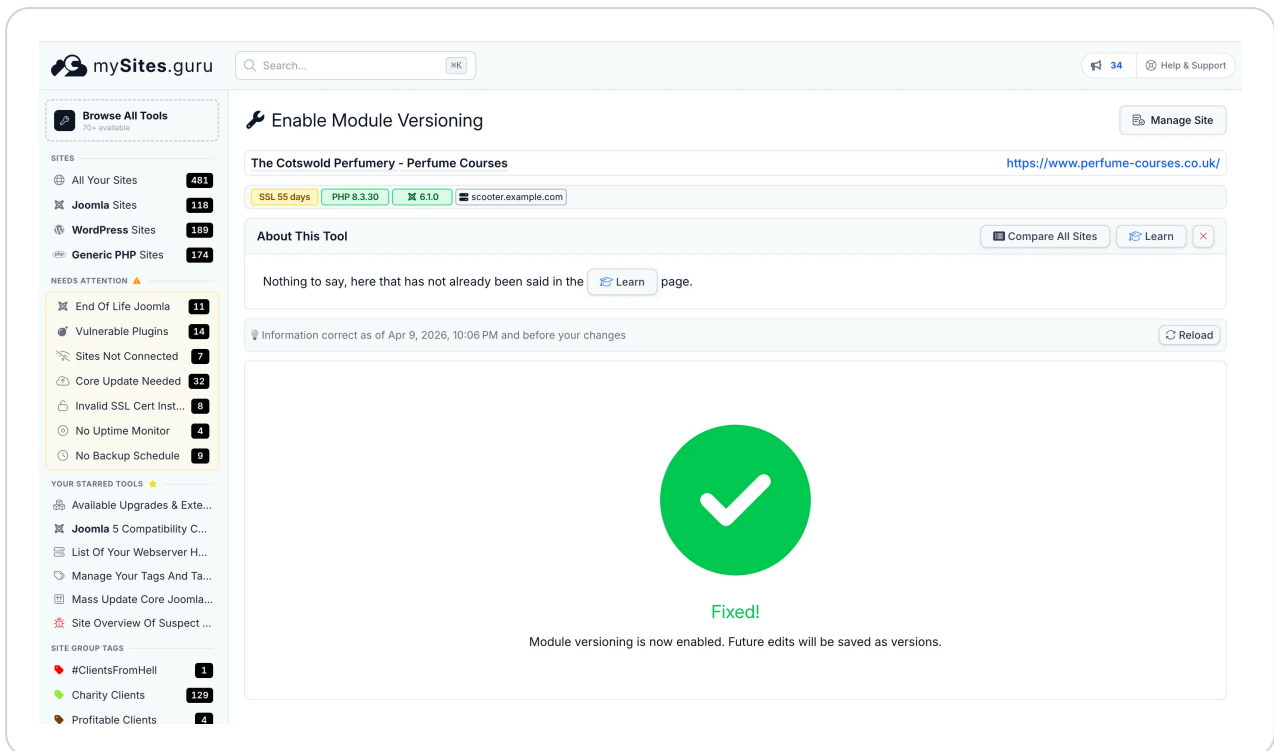 mySites.guru
Search...
⌘K
34
Help & Support
Browse All Tools
70+ available
SITES
All Your Sites 481
Joomla Sites 118
WordPress Sites 189
Generic PHP Sites 174
NEEDS ATTENTION
End Of Life Joomla 11
Vulnerable Plugins 14
Sites Not Connected 7
Core Update Needed 32
Invalid SSL Cert Inst... 8
No Uptime Monitor 4
No Backup Schedule 9
YOUR STARRED TOOLS
Available Upgrades & Exte...
Joomla 5 Compatibility C...
List Of Your Webserver H...
Manage Your Tags And Ta...
Mass Update Core Joomla...
Site Overview Of Suspect ...
SITE GROUP TAGS
#ClientsFromHell 1
Charity Clients 129
Profitable Clients 4
Enable Module Versioning
Manage Site
The Cotswold Perfumery - Perfume Courses
https://www.perfume-courses.co.uk/
SSL 55 days PHP 8.3.30 6.1.0 scooter.example.com
About This Tool
Compare All Sites
Learn
Nothing to say, here that has not already been said in the Learn page.
Information correct as of Apr 9, 2026, 10:06 PM and before your changes
Reload
Fixed!
Module versioning is now enabled. Future edits will be saved as versions.